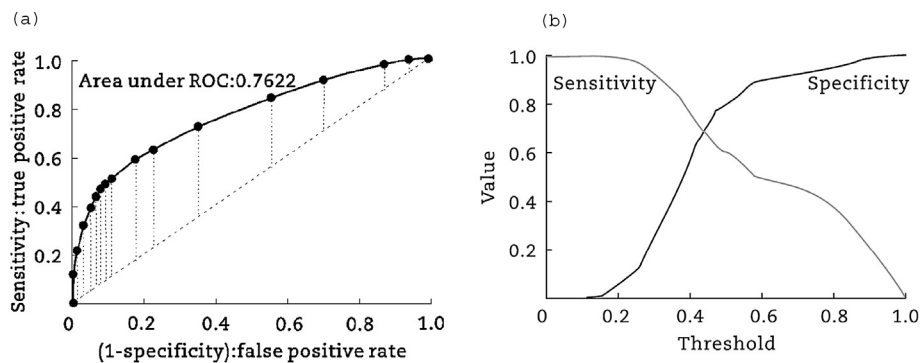 (a)
Sensitivity: true positive rate
1.0
0.8
0.6
0.4
0.2
Area under ROC:0.7622
0 0.2 0.4 0.6 0.8 1.0
(1-specificity):false positive rate
(b)
Value
1.0
0.8
0.6
0.4
0.2
Sensitivity
Specificity
0 0.2 0.4 0.6 0.8 1.0
Threshold